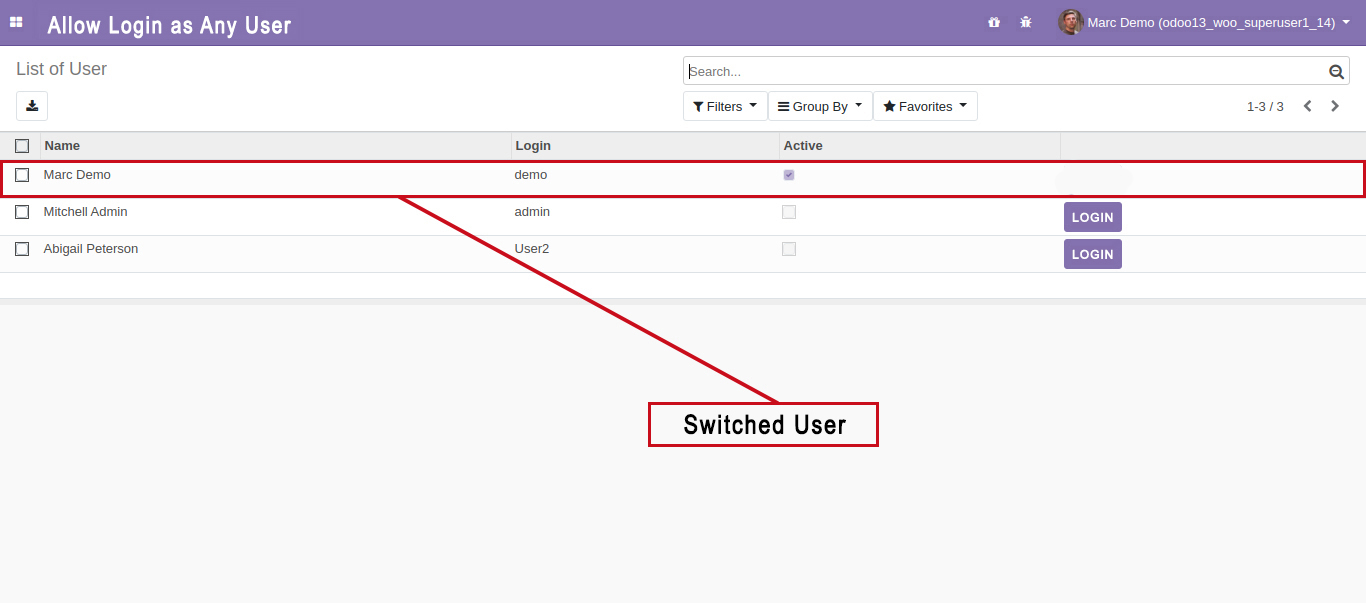 Allow Login as Any User
Marc Demo (odoo13_woo_superuser1_14)
List of User
Search...
Filters Group By Favorites 1-3 / 3
Name Login Active
Marc Demo demo
Mitchell Admin admin LOGIN
Abigail Peterson User2 LOGIN
Switched User